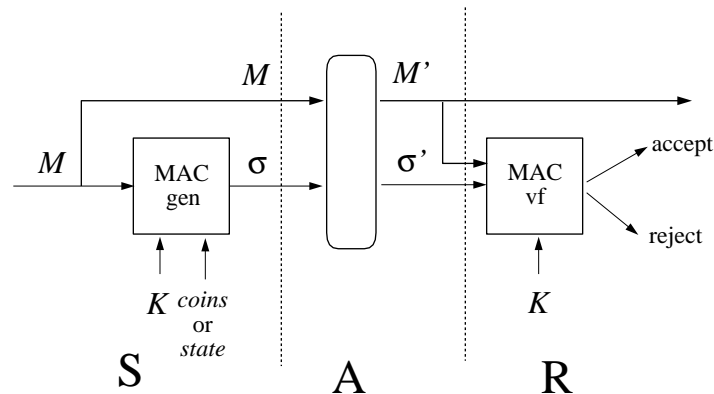 M
M’
M
MAC
gen
σ
σ’
MAC
vf
accept
reject
K
coins
or
state
K
S
A
R